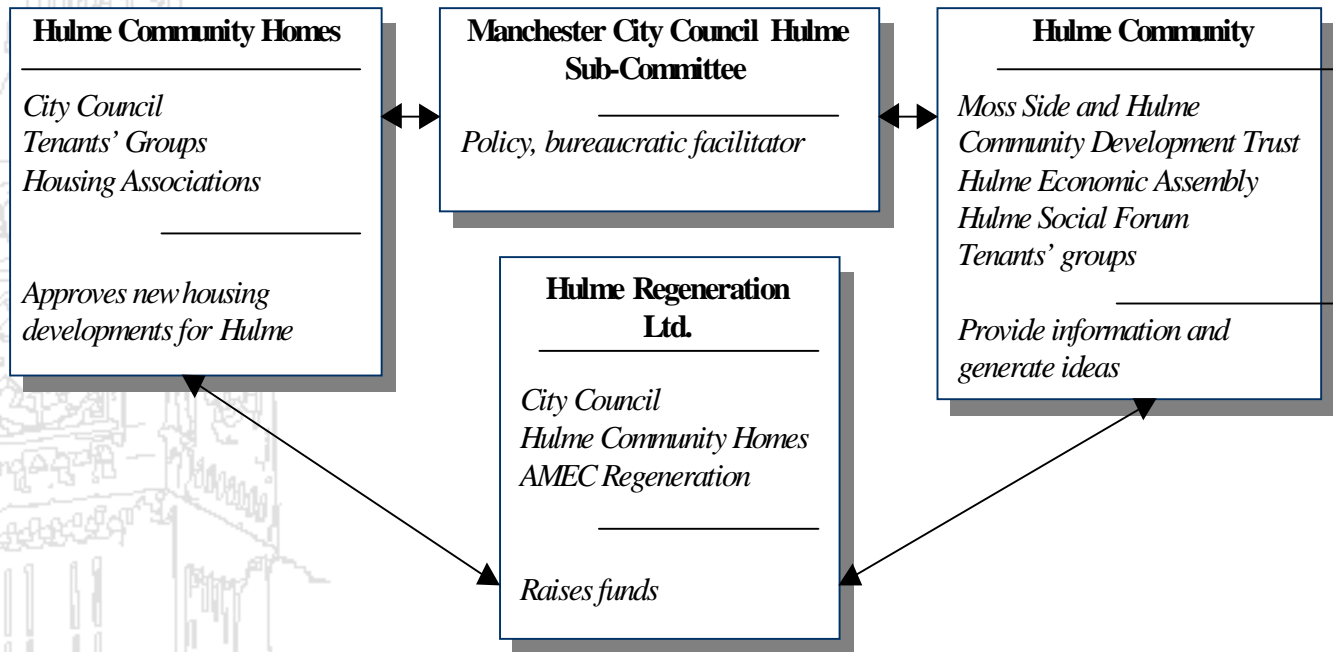 Hulme Community Homes
City Council
Tenants’ Groups
Housing Associations
Approves new housing
developments for Hulme
Manchester City Council Hulme
Sub-Committee
Policy, bureaucratic facilitator
Hulme Community
Moss Side and Hulme
Community Development Trust
Hulme Economic Assembly
Hulme Social Forum
Tenants’ groups
Provide information and
generate ideas
Hulme Regeneration
Ltd.
City Council
Hulme Community Homes
AMEC Regeneration
Raises funds